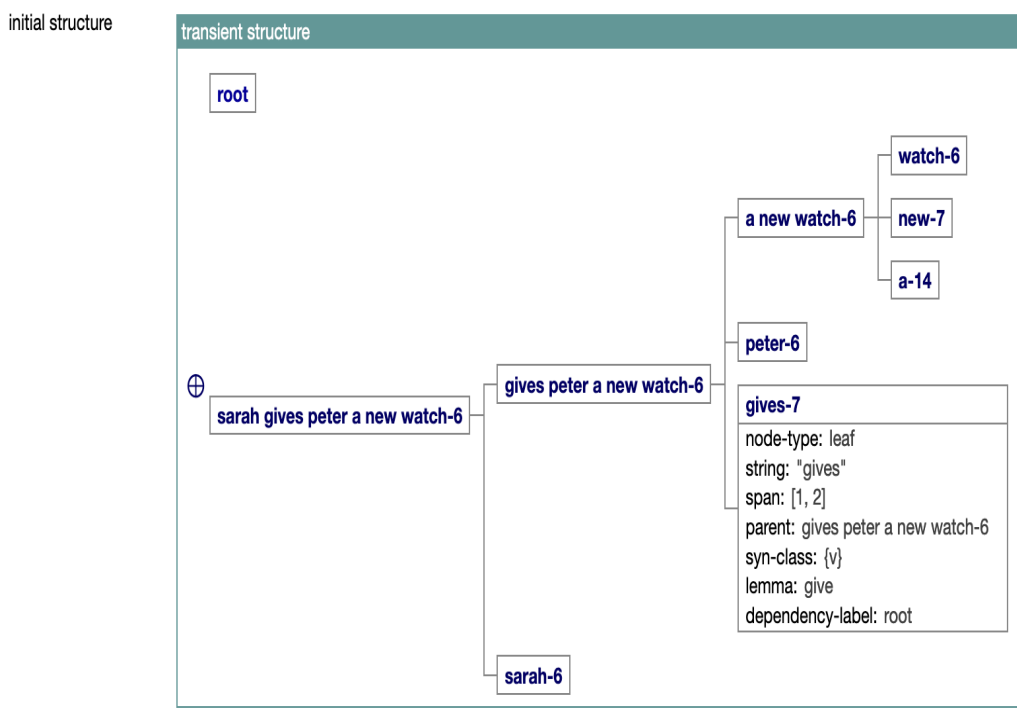 initial structure
transient structure
root
watch-6
a new watch-6
new-7
a-14
peter-6
gives peter a new watch-6
sarah gives peter a new watch-6
gives-7
node-type: leaf
string: "gives"
span: [1, 2]
parent: gives peter a new watch-6
syn-class: {v}
lemma: give
dependency-label: root
sarah-6